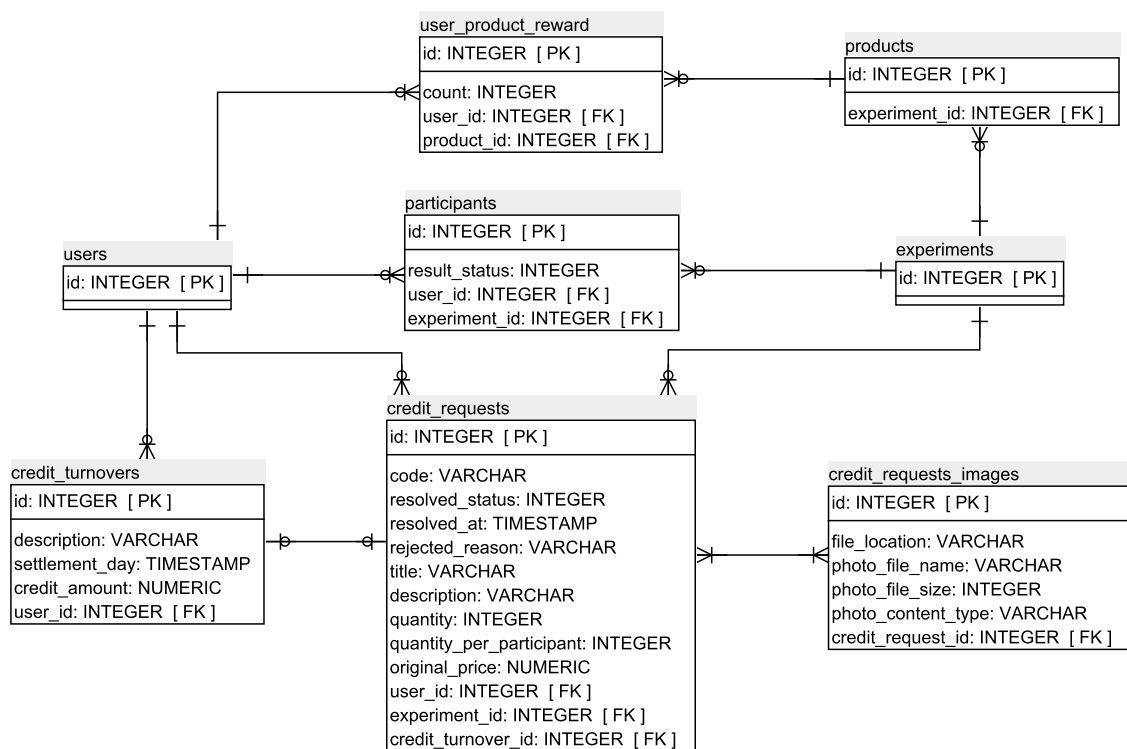 user_product_reward
id: INTEGER  [ PK ]
count: INTEGER
user_id: INTEGER  [ FK ]
product_id: INTEGER  [ FK ]
products
id: INTEGER  [ PK ]
experiment_id: INTEGER  [ FK ]
participants
id: INTEGER  [ PK ]
result_status: INTEGER
user_id: INTEGER  [ FK ]
experiment_id: INTEGER  [ FK ]
users
id: INTEGER  [ PK ]
experiments
id: INTEGER  [ PK ]
credit_requests
id: INTEGER  [ PK ]
code: VARCHAR
resolved_status: INTEGER
resolved_at: TIMESTAMP
rejected_reason: VARCHAR
title: VARCHAR
description: VARCHAR
quantity: INTEGER
quantity_per_participant: INTEGER
original_price: NUMERIC
user_id: INTEGER  [ FK ]
experiment_id: INTEGER  [ FK ]
credit_turnover_id: INTEGER  [ FK ]
credit_turnovers
id: INTEGER  [ PK ]
description: VARCHAR
settlement_day: TIMESTAMP
credit_amount: NUMERIC
user_id: INTEGER  [ FK ]
credit_requests_images
id: INTEGER  [ PK ]
file_location: VARCHAR
photo_file_name: VARCHAR
photo_file_size: INTEGER
photo_content_type: VARCHAR
credit_request_id: INTEGER  [ FK ]